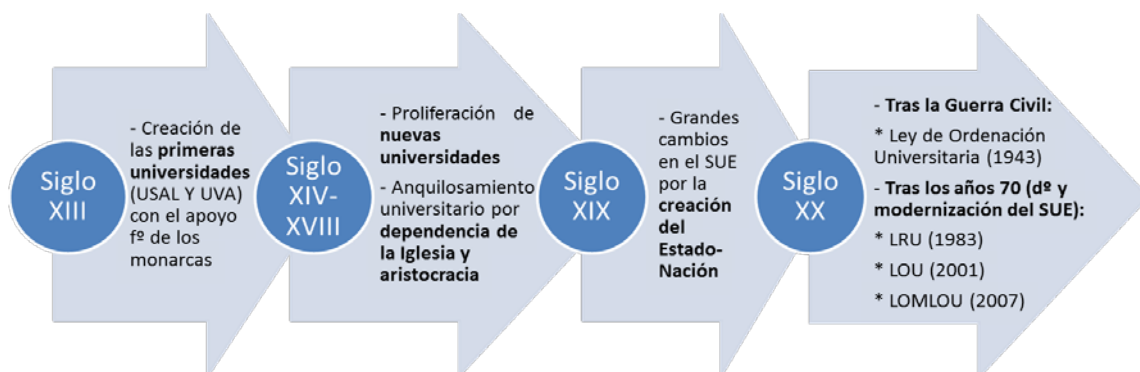 Siglo
XIII
- Creación de
las primeras
universidades
(USAL Y UVA)
con el apoyo
fº de los
monarcas
Siglo
XIV-
XVIII
- Proliferación de
nuevas
universidades
- Anquilosamiento
universitario por
dependencia de
la Iglesia y
aristocracia
Siglo
XIX
- Grandes
cambios
en el SUE
por la
creación
del
Estado-
Nación
Siglo
XX
- Tras la Guerra Civil:
* Ley de Ordenación
Universitaria (1943)
- Tras los años 70 (dº y
modernización del SUE):
* LRU (1983)
* LOU (2001)
* LOMLOU (2007)